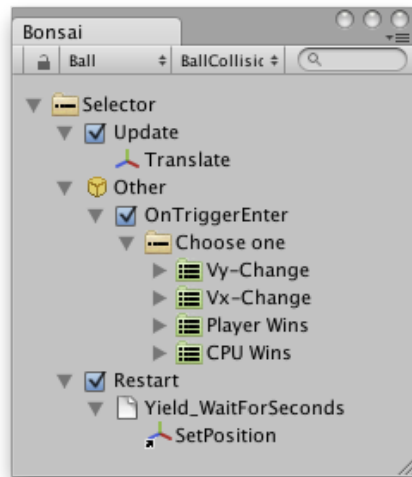 Bonsai
Ball BallCollisic
Selector
Update
Translate
Other
OnTriggerEnter
Choose one
Vy-Change
Vx-Change
Player Wins
CPU Wins
Restart
Yield_WaitForSeconds
SetPosition